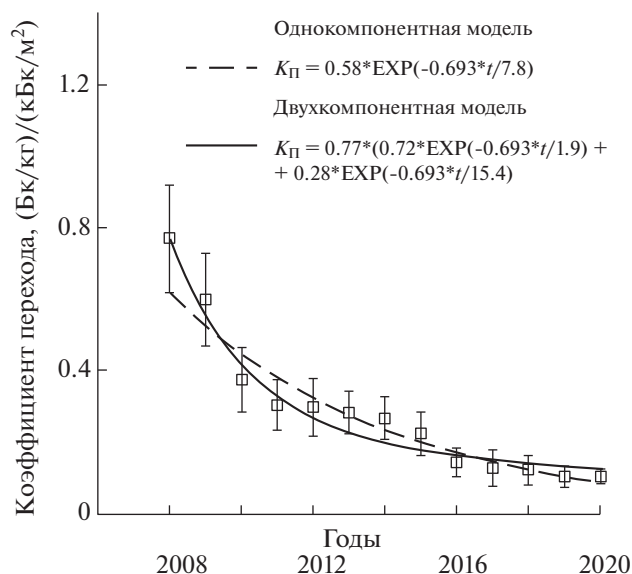 Однокомпонентная модель
K_П = 0.58*EXP(-0.693*t/7.8)
Двухкомпонентная модель
K_П = 0.77*(0.72*EXP(-0.693*t/1.9) +
+ 0.28*EXP(-0.693*t/15.4)
Коэффициент перехода, (Бк/кг)/(кБк/м²)
1.2
0.8
0.4
0
Годы
2008 2012 2016 2020